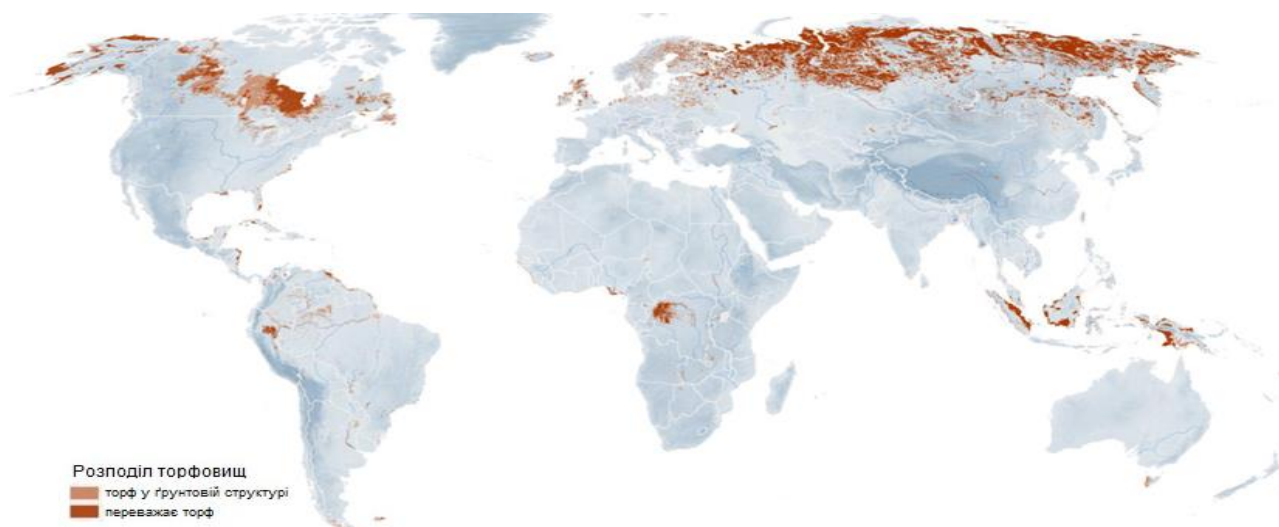 Розподіл торфовищ
торф у ґрунтовій структурі
переважає торф